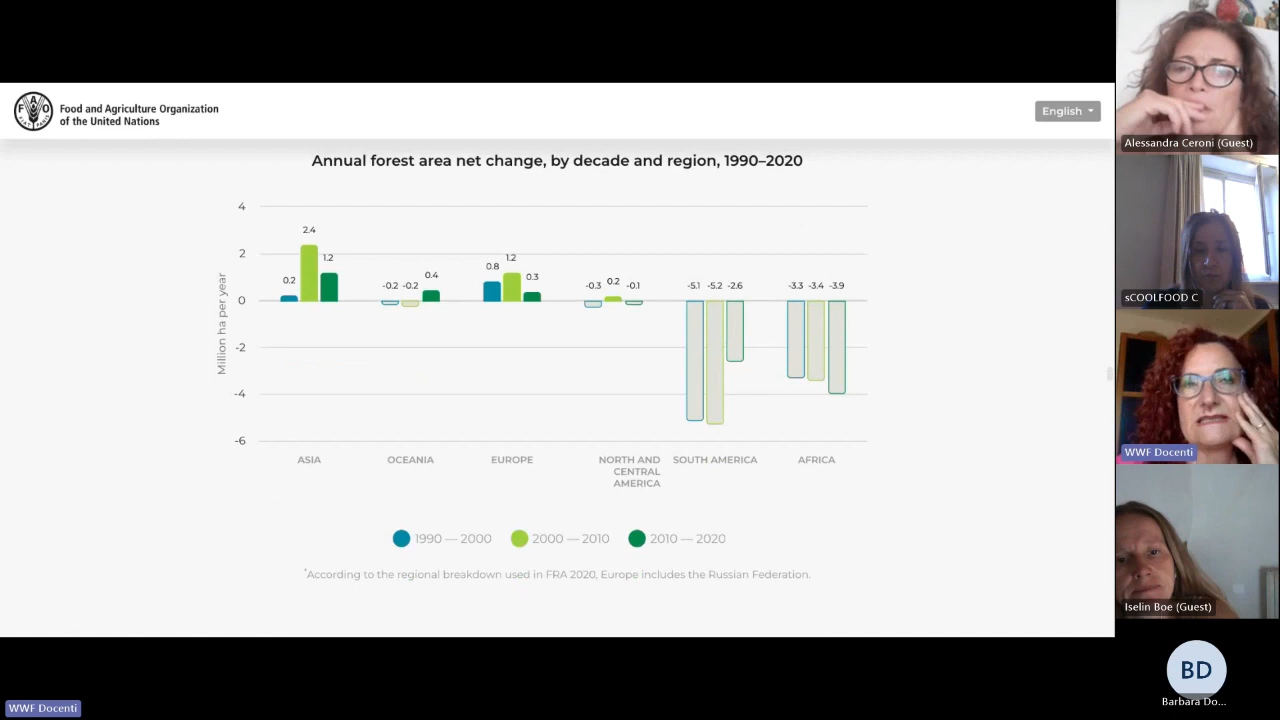 Food and Agriculture Organization
of the United Nations
English
Annual forest area net change, by decade and region, 1990–2020
Million ha per year
4
2
0
-2
-4
-6
0.2
2.4
1.2
-0.2 -0.2
0.4
0.8
1.2
0.3
-0.3 0.2 -0.1
-5.1 -5.2 -2.6
-3.3 -3.4 -3.9
ASIA
OCEANIA
EUROPE
NORTH AND
CENTRAL
AMERICA
SOUTH AMERICA
AFRICA
1990 — 2000
2000 — 2010
2010 — 2020
*According to the regional breakdown used in FRA 2020, Europe includes the Russian Federation.
WWF Docenti
Alessandra Ceroni (Guest)
sCOOLFOOD C
WWF Docenti
Iselin Boe (Guest)
BD
Barbara Do...